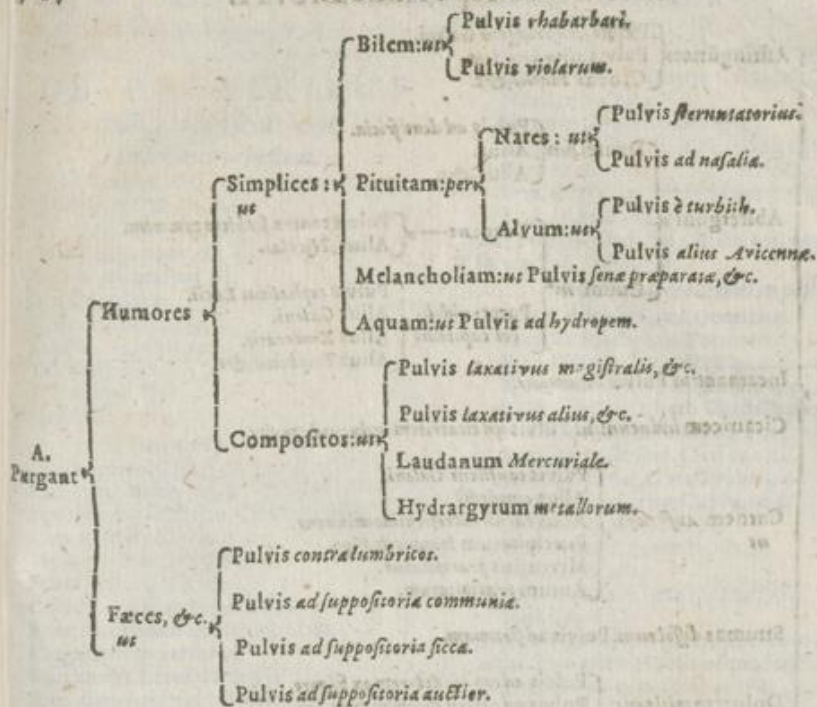 Pulvis rhabarbari.
Bilem: ut
Pulvis violarum.
Pulvis ſternutatorius.
Nares: ut
Pulvis ad naſalia.
Simplices:
ut
Pituitam: per
Pulvis è turbith.
Alvum: ut
Pulvis alius Avicennæ.
Melancholiam: ut Pulvis ſenæ præparatæ, &c.
Humores
Aquam: ut Pulvis ad hydropem.
Pulvis laxativus magiſtralis, &c.
Pulvis laxativus alius, &c.
Compoſitos: ut
Laudanum Mercuriale.
A.
Purgant
Hydrargyrum metallorum.
Pulvis contra lumbricos.
Pulvis ad ſuppoſitoria communia.
Fæces, &c.
ut
Pulvis ad ſuppoſitoria ſicca.
Pulvis ad ſuppoſitoria auctior.